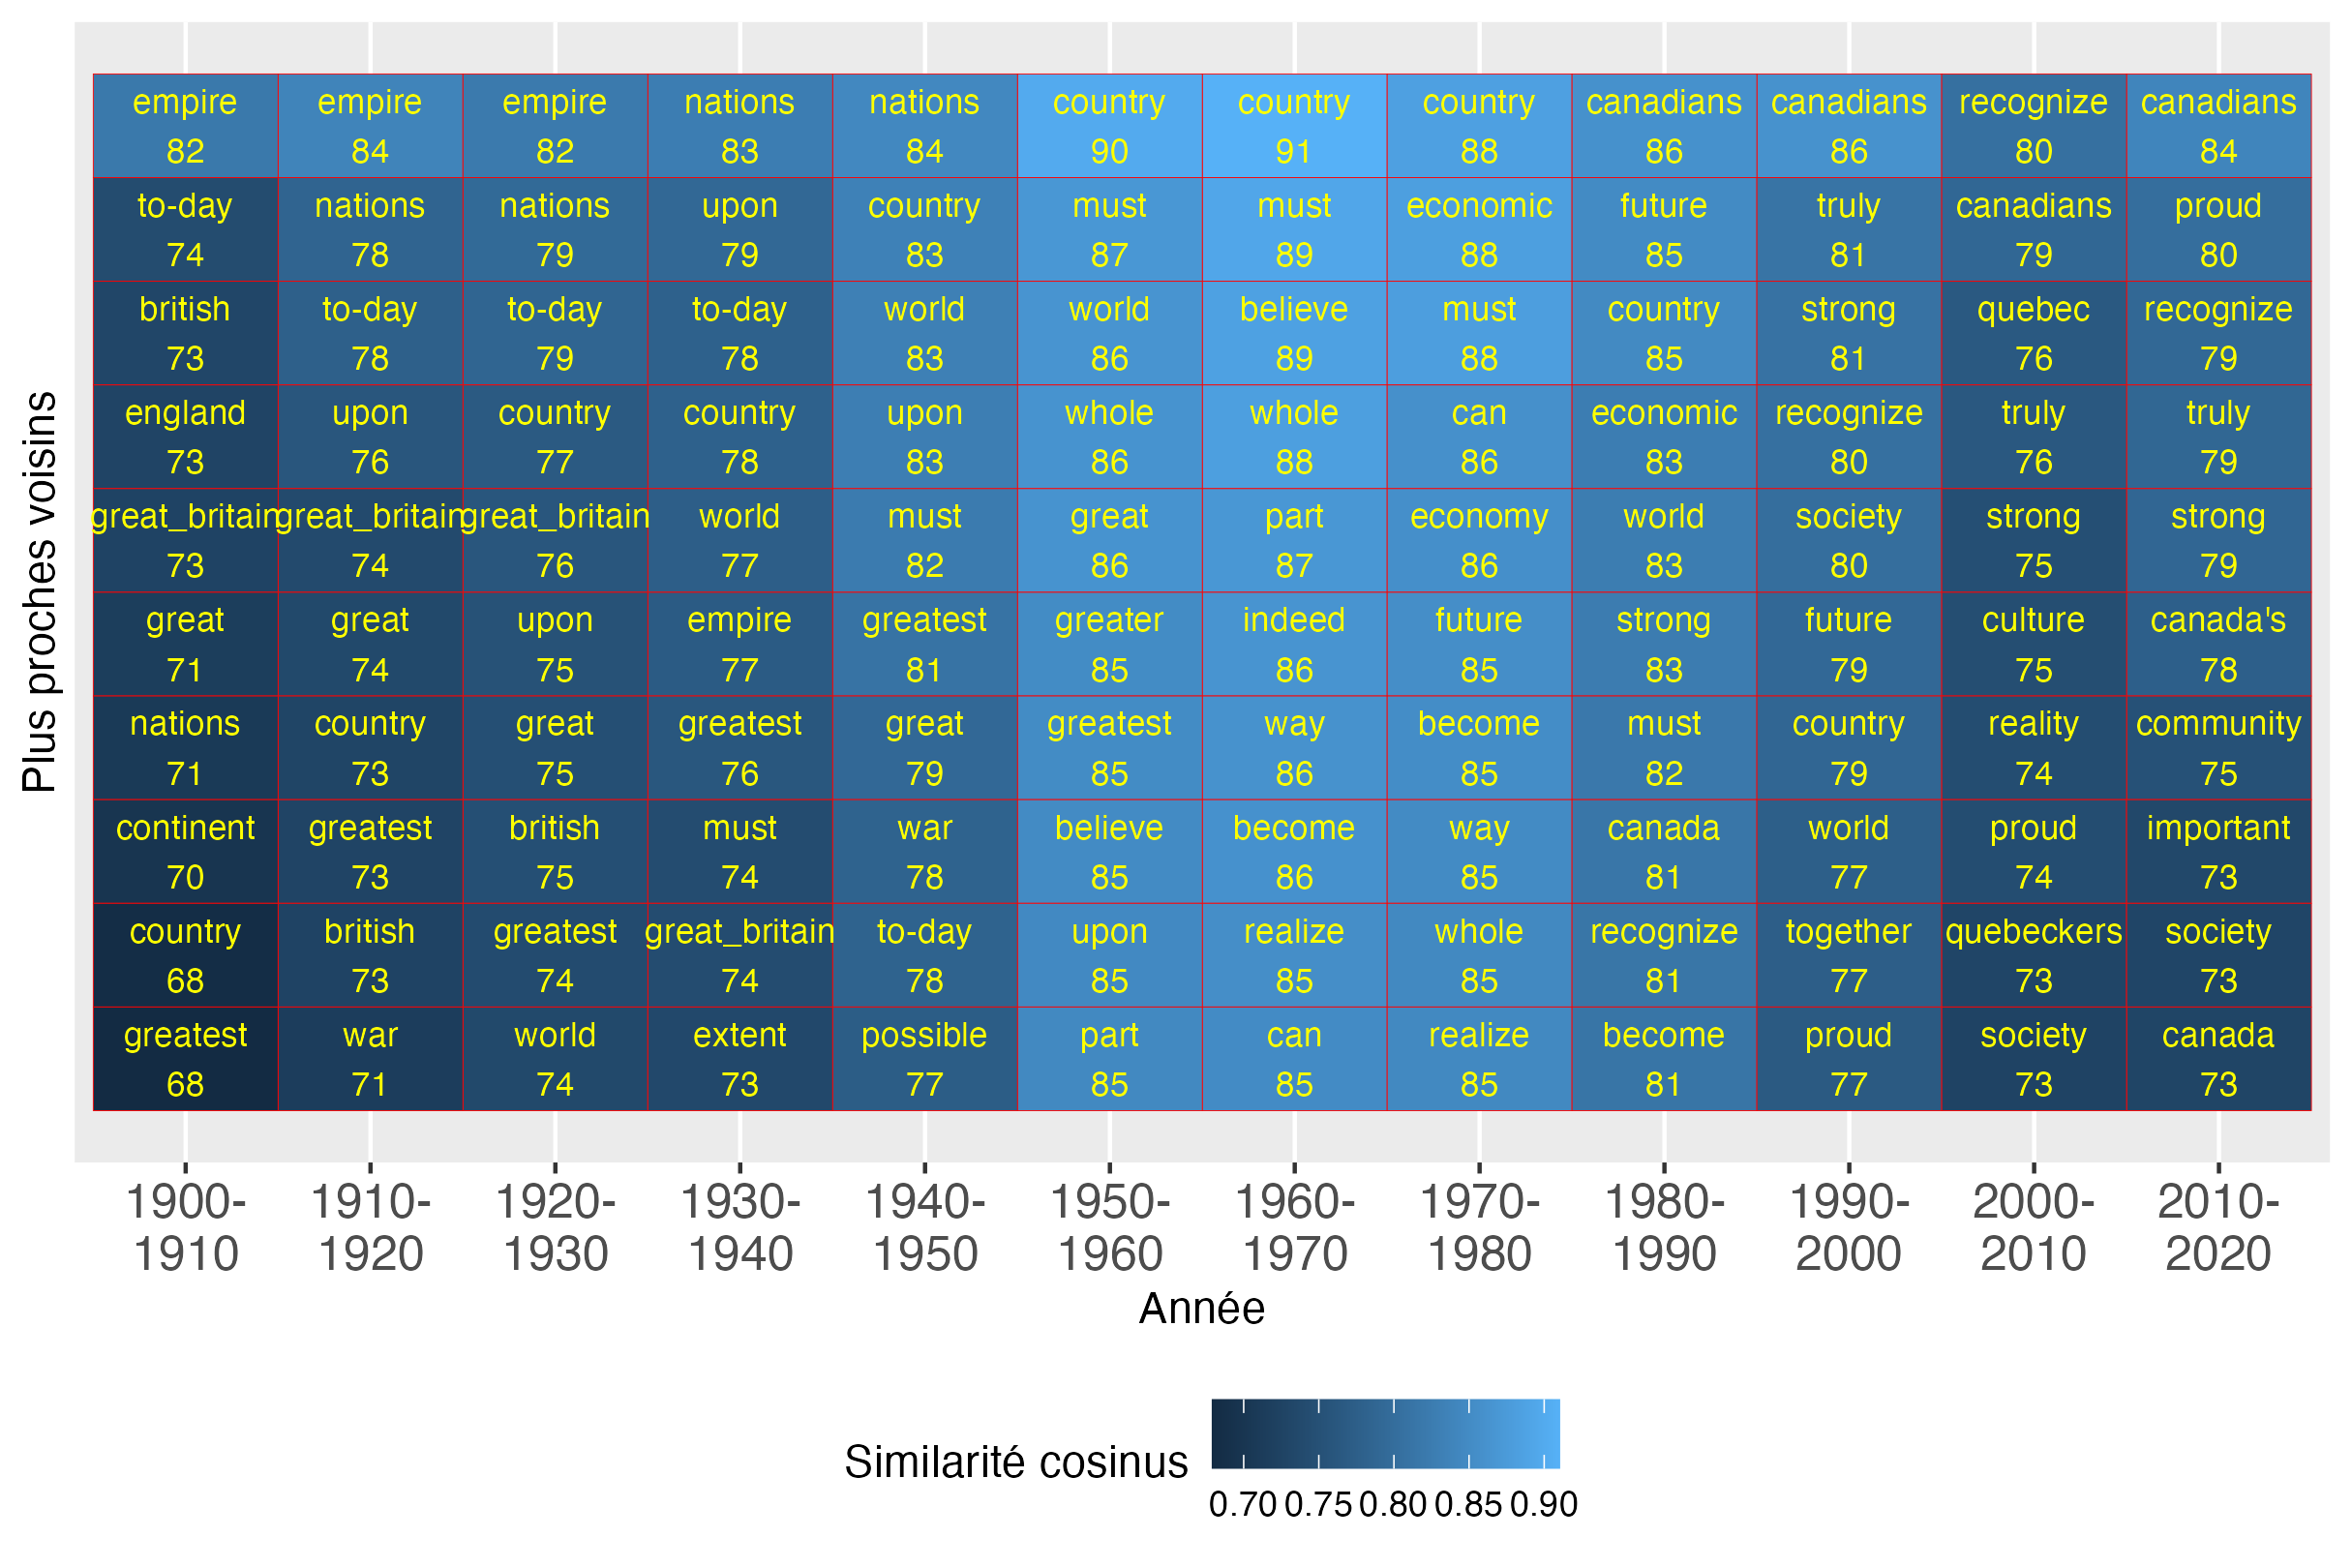 empire empire empire nations nations country country country canadians canadians recognize canadians
82 84 82 83 84 90 91 88 86 86 80 84
to-day nations nations upon country must must economic future truly canadians proud
74 78 79 79 83 87 89 88 85 81 79 80
british to-day to-day to-day world world believe must country strong quebec recognize
73 78 79 78 83 86 89 88 85 81 76 79
england upon country country upon whole whole can economic recognize truly truly
73 76 77 78 83 86 88 86 83 80 76 79
great_britain great_britain great_britain world must great part economy world society strong strong
73 74 76 77 82 86 87 86 83 80 75 79
great great upon empire greatest greater indeed future strong future culture canada's
71 74 75 77 81 85 86 85 83 79 75 78
nations country great greatest great greatest way become must country reality community
71 73 75 76 79 85 86 85 82 79 74 75
continent greatest british must war believe become way canada world proud important
70 73 75 74 78 85 86 85 81 77 74 73
country british greatest great_britain to-day upon realize whole recognize together quebeckers society
68 73 74 74 78 85 85 85 81 77 73 73
greatest war world extent possible part can realize become proud society canada
68 71 74 73 77 85 85 85 81 77 73 73
Plus proches voisins
1900- 1910- 1920- 1930- 1940- 1950- 1960- 1970- 1980- 1990- 2000- 2010-
1910 1920 1930 1940 1950 1960 1970 1980 1990 2000 2010 2020
Année
Similarité cosinus
0.70 0.75 0.80 0.85 0.90